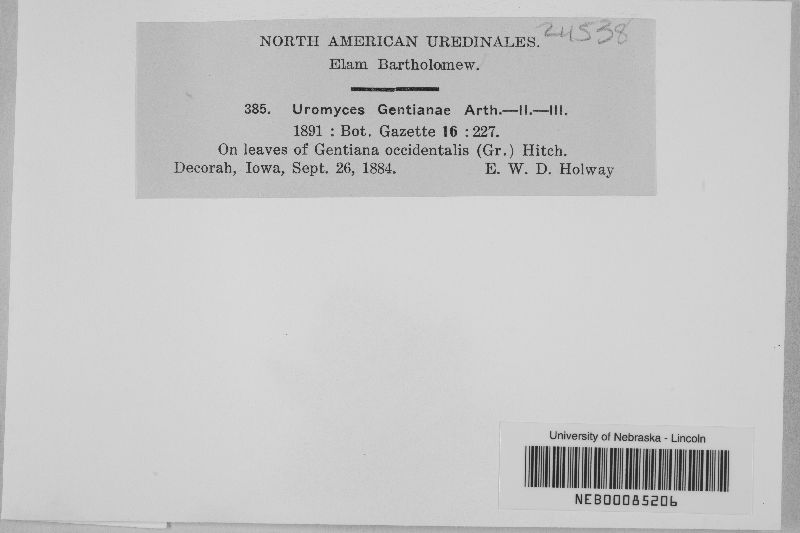 24538
NORTH AMERICAN UREDINALES.
Elam Bartholomew.
385. Uromyces Gentianae Arth.—II.—III.
1891 : Bot. Gazette 16 : 227.
On leaves of Gentiana occidentalis (Gr.) Hitch.
Decorah, Iowa, Sept. 26, 1884. E. W. D. Holway
University of Nebraska - Lincoln
NEB00085206